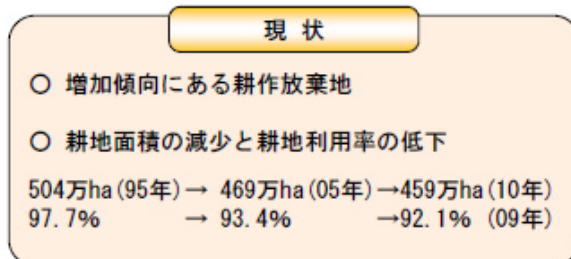 現 状
○ 増加傾向にある耕作放棄地
○ 耕地面積の減少と耕地利用率の低下
504万ha(95年)→ 469万ha(05年)→459万ha(10年)
97.7% → 93.4% →92.1% (09年)